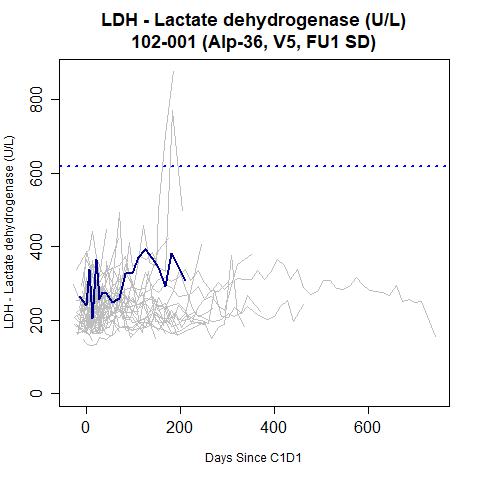 LDH - Lactate dehydrogenase (U/L)
102-001 (Alp-36, V5, FU1 SD)
LDH - Lactate dehydrogenase (U/L)
800
600
400
200
0
0 200 400 600
Days Since C1D1